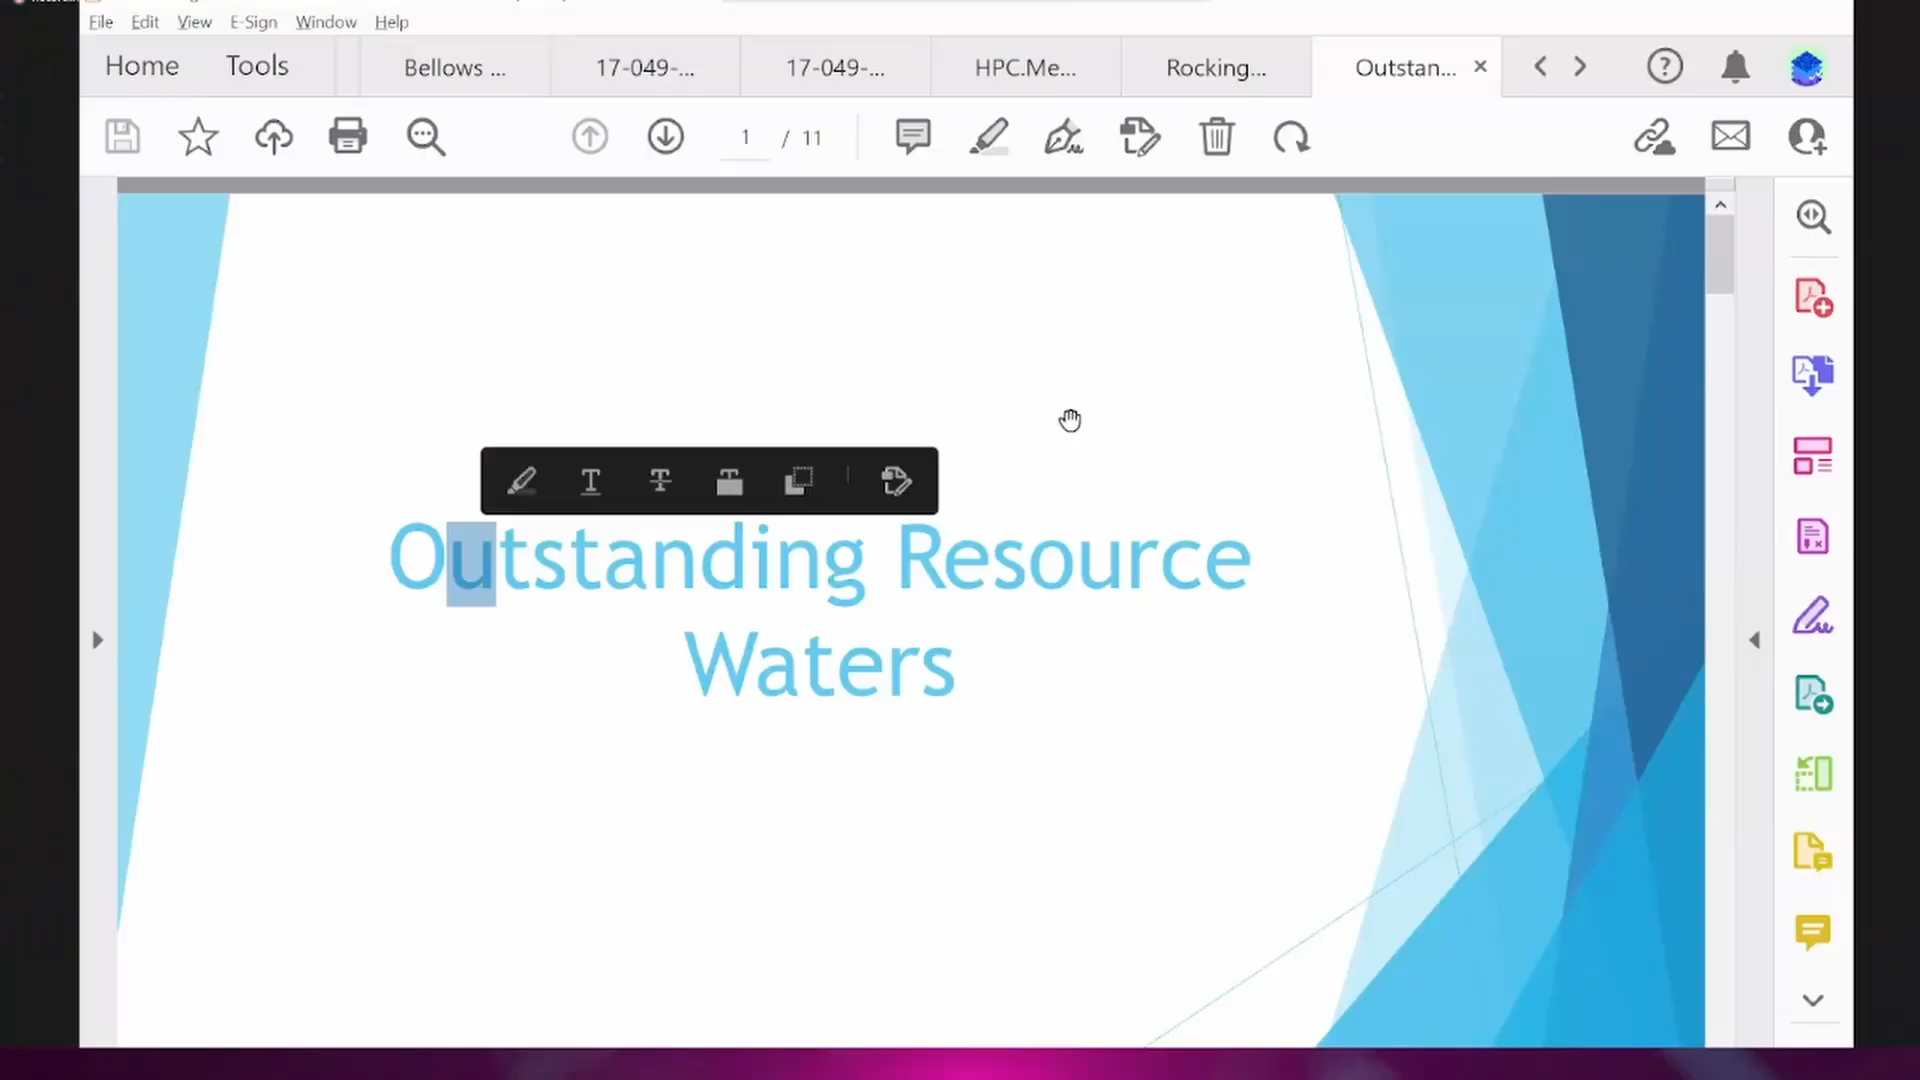 File Edit View E-Sign Window Help
Home Tools Bellows ... 17-049-... 17-049-... HPC.Me... Rocking... Outstan...
1 / 11
Outstanding Resource
Waters